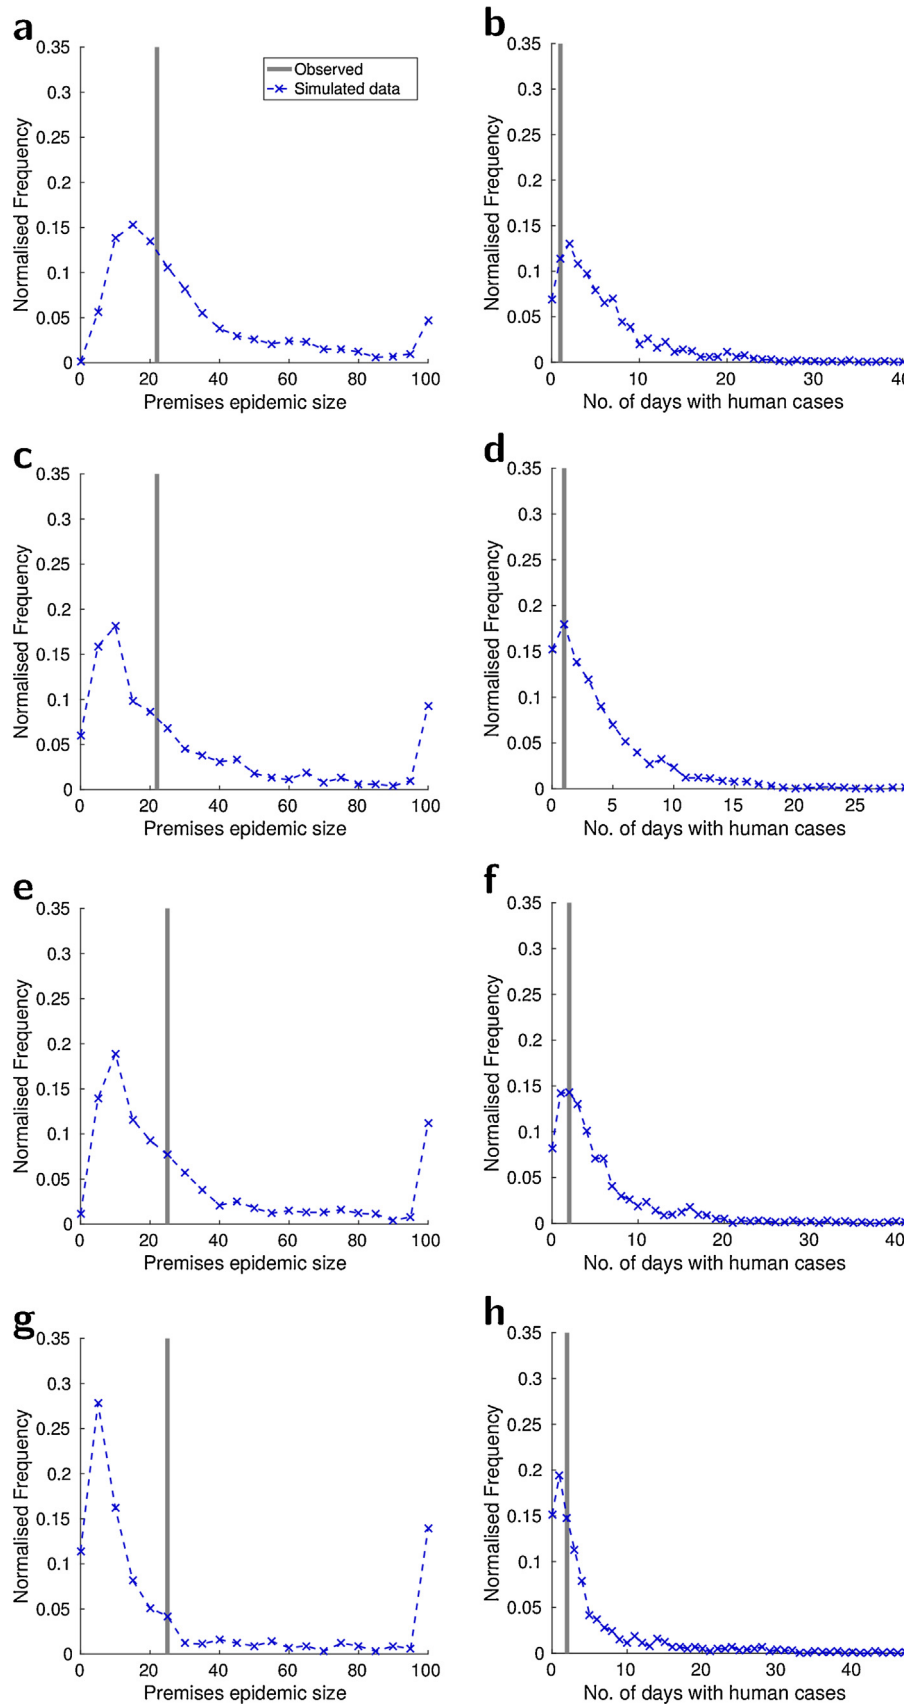 a
0.35
0.3
0.25
0.2
0.15
0.1
0.05
0
Normalised Frequency
Observed
Simulated data
0 20 40 60 80 100
Premises epidemic size
b
0.35
0.3
0.25
0.2
0.15
0.1
0.05
0
Normalised Frequency
0 10 20 30 40
No. of days with human cases
c
0.35
0.3
0.25
0.2
0.15
0.1
0.05
0
Normalised Frequency
0 20 40 60 80 100
Premises epidemic size
d
0.35
0.3
0.25
0.2
0.15
0.1
0.05
0
Normalised Frequency
0 5 10 15 20 25
No. of days with human cases
e
0.35
0.3
0.25
0.2
0.15
0.1
0.05
0
Normalised Frequency
0 20 40 60 80 100
Premises epidemic size
f
0.35
0.3
0.25
0.2
0.15
0.1
0.05
0
Normalised Frequency
0 10 20 30 40
No. of days with human cases
g
0.35
0.3
0.25
0.2
0.15
0.1
0.05
0
Normalised Frequency
0 20 40 60 80 100
Premises epidemic size
h
0.35
0.3
0.25
0.2
0.15
0.1
0.05
0
Normalised Frequency
0 10 20 30 40
No. of days with human cases